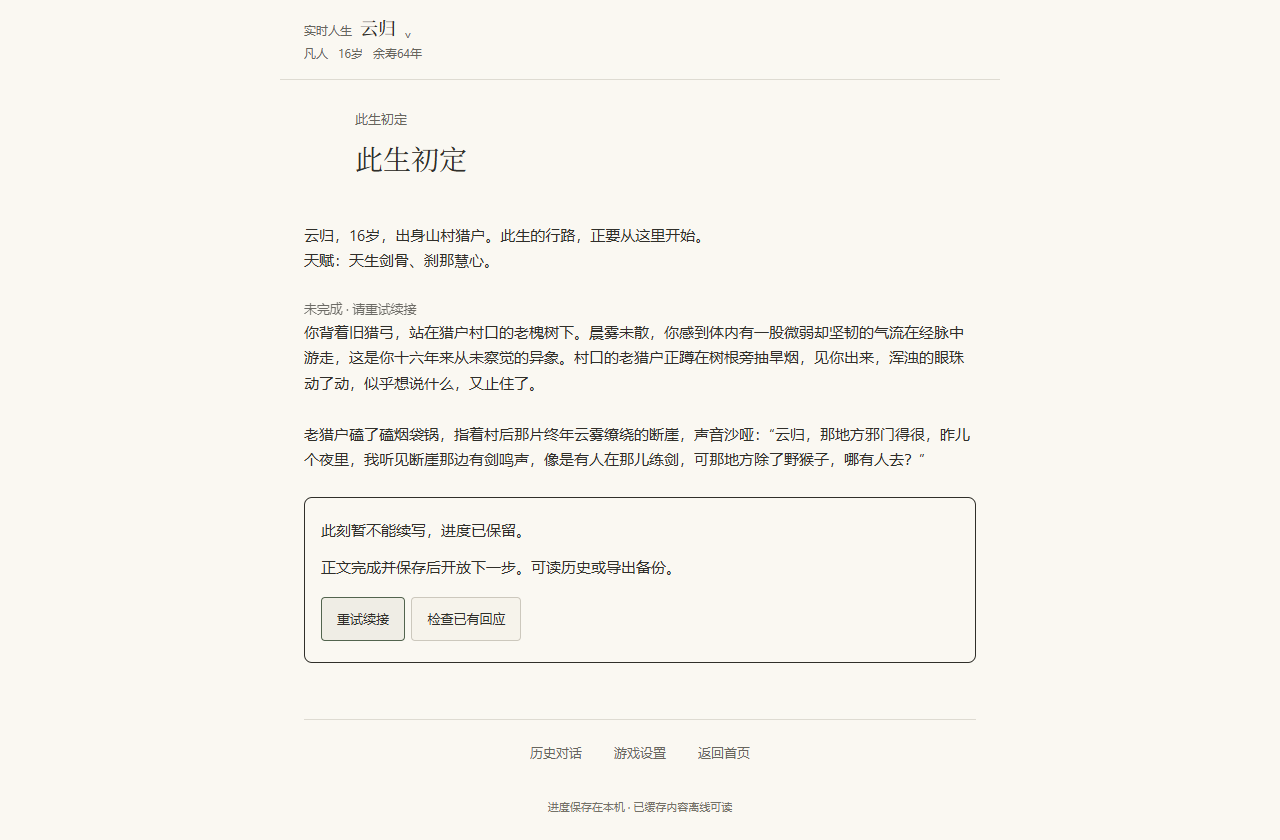 实时人生 云归 v
凡人 16岁 余寿64年
此生初定
此生初定
云归，16岁，出身山村猎户。此生的行路，正要从这里开始。
天赋：天生剑骨、刹那慧心。
未完成 · 请重试续接
你背着旧猎弓，站在猎户村口的老槐树下。晨雾未散，你感到体内有一股微弱却坚韧的气流在经脉中
游走，这是你十六年来从未察觉的异象。村口的老猎户正蹲在树根旁抽旱烟，见你出来，浑浊的眼珠
动了动，似乎想说什么，又止住了。
老猎户磕了磕烟袋锅，指着村后那片终年云雾缭绕的断崖，声音沙哑：“云归，那地方邪门得很，昨儿
个夜里，我听见断崖那边有剑鸣声，像是有人在那儿练剑，可那地方除了野猴子，哪有人去？”
此刻暂不能续写，进度已保留。
正文完成并保存后开放下一步。可读历史或导出备份。
重试续接 检查已有回应
历史对话 游戏设置 返回首页
进度保存在本机 · 已缓存内容离线可读